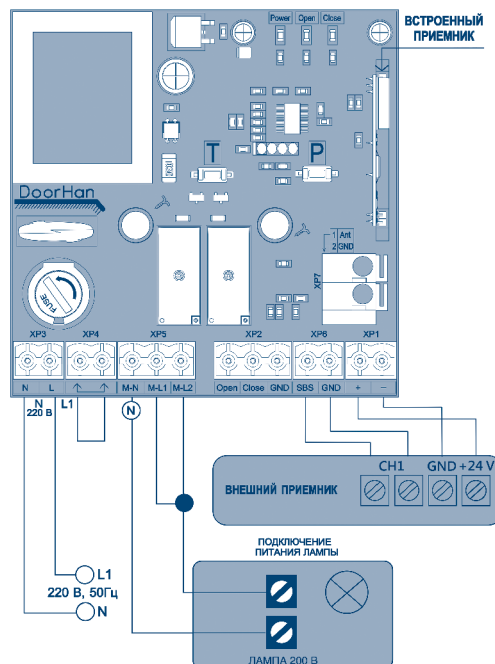 Power Open Close
ВСТРОЕННЫЙ
ПРИЕМНИК
T P
DoorHan
1 Ant
2 GND
FUSE
XP7
XP3 XP4 XP5 XP2 XP6 XP1
N L M-N M-L1 M-L2 Open Close GND SBS GND + −
N
220 В
L1
N
CH1 GND +24 V
ВНЕШНИЙ ПРИЕМНИК
ПОДКЛЮЧЕНИЕ
ПИТАНИЯ ЛАМПЫ
L1
220 В, 50Гц
N
ЛАМПА 200 В